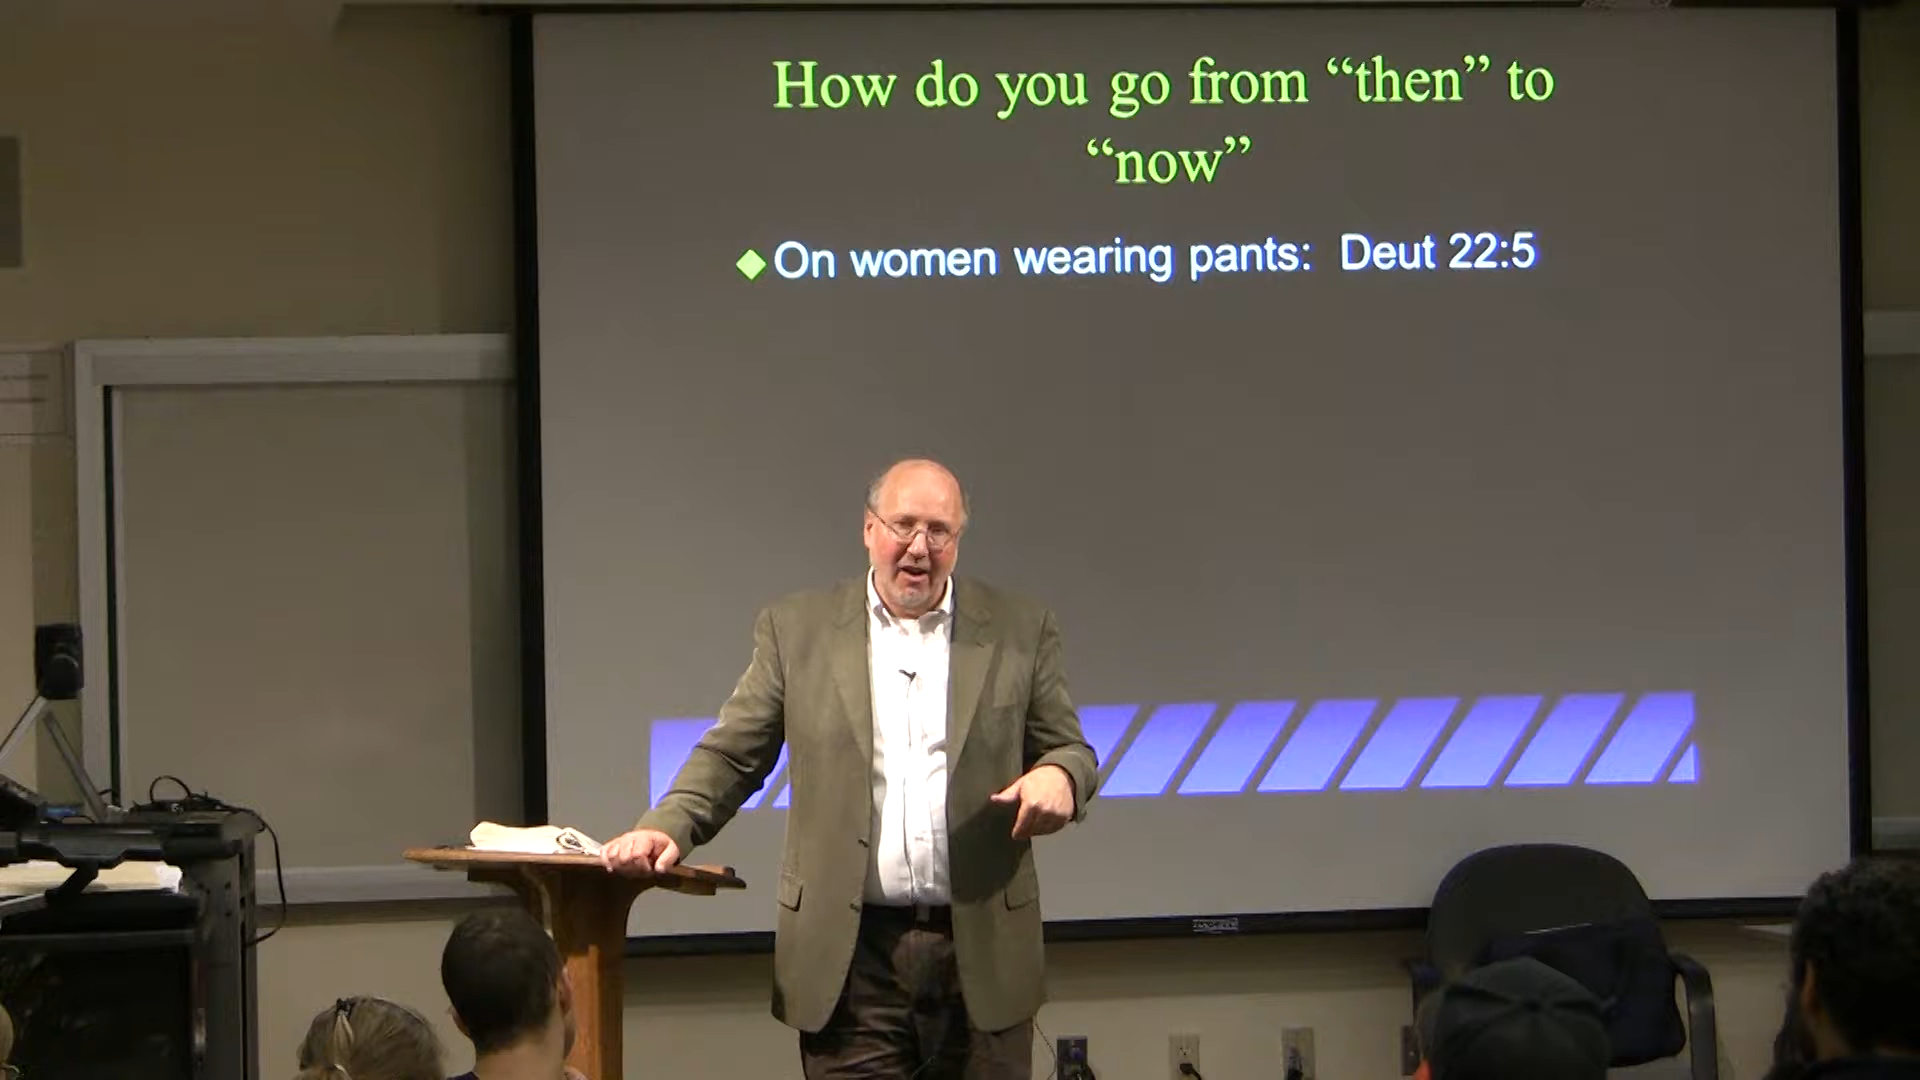 How do you go from “then” to
“now”
On women wearing pants: Deut 22:5